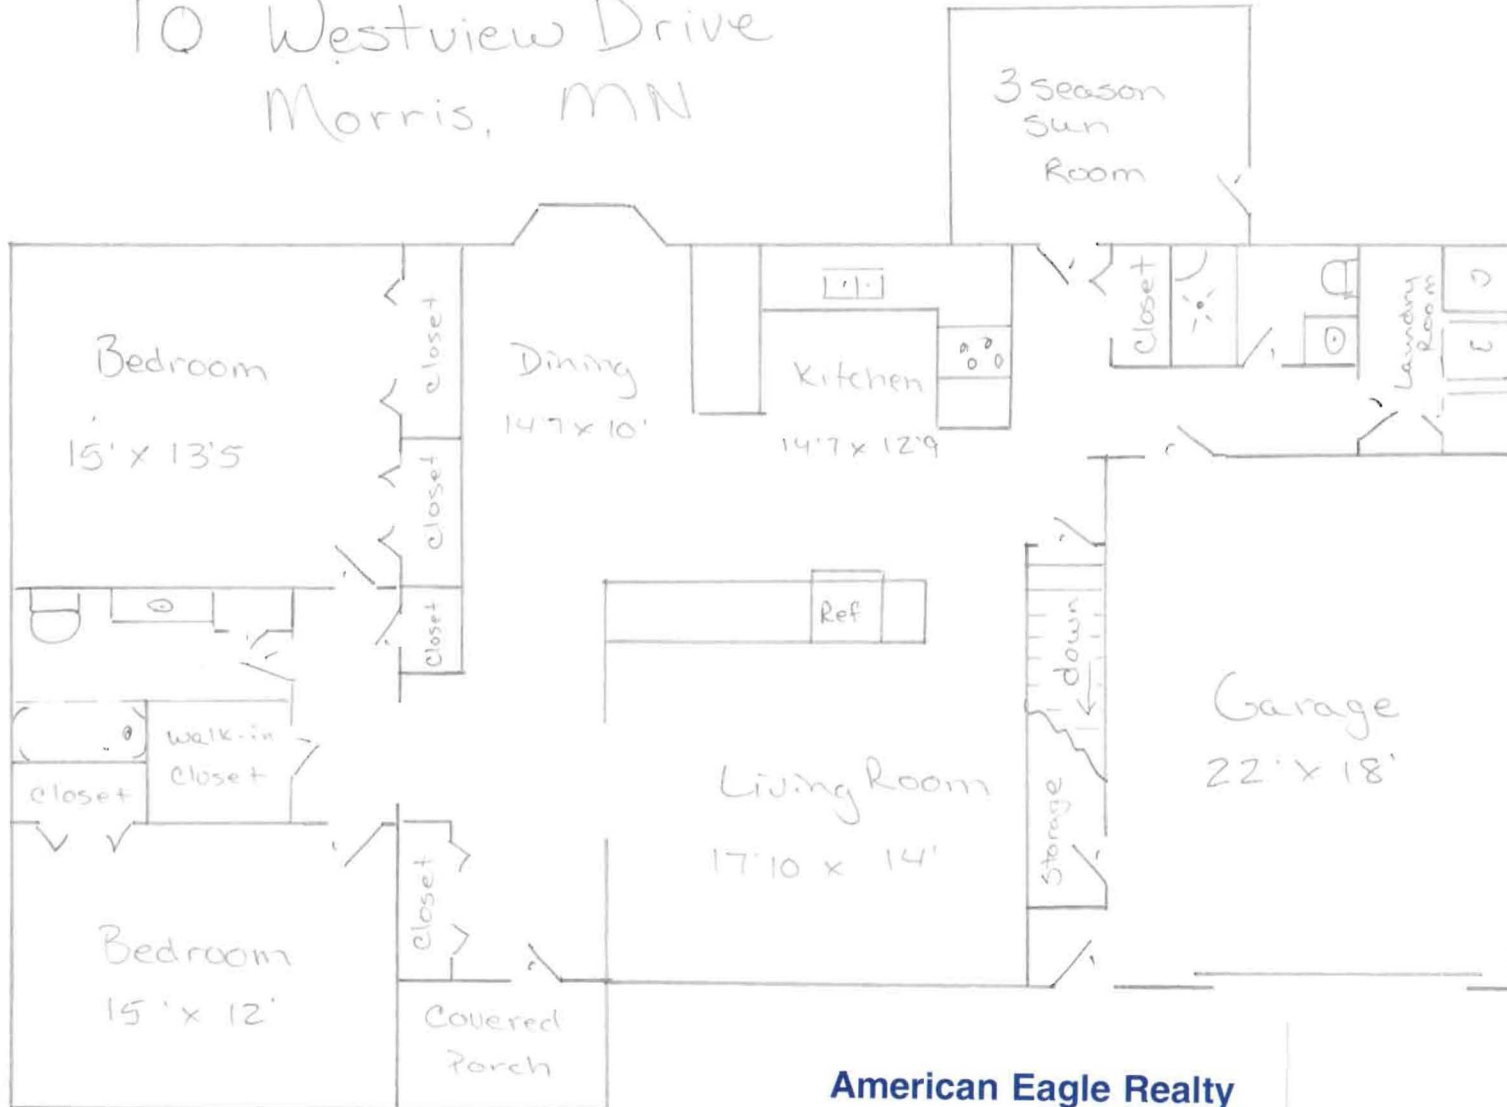 10 Westview Drive
Morris, MN
3 season
Sun
Room
Bedroom
15' x 13'5
Closet
Closet
Closet
Dining
14'7 x 10'
Kitchen
14'7 x 12'9
Closet
Laundry
Room
Ref
down
Storage
Garage
22' x 18'
Walk-in
Closet
Closet
Living Room
17'10 x 14'
Closet
Bedroom
15' x 12'
Covered
Porch
American Eagle Realty